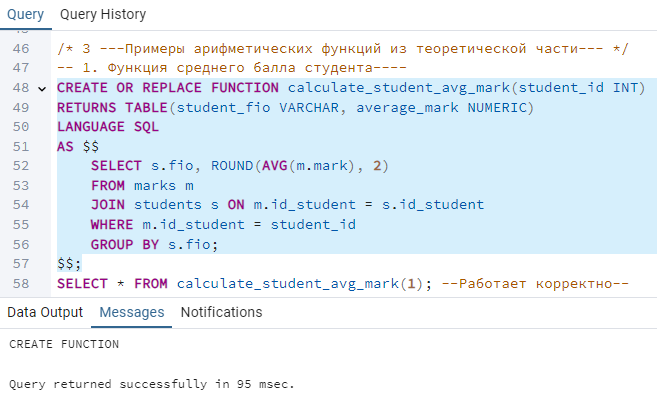 Query Query History
46 /* 3 ---Примеры арифметических функций из теоретической части--- */
47 -- 1. Функция среднего балла студента----
48 CREATE OR REPLACE FUNCTION calculate_student_avg_mark(student_id INT)
49 RETURNS TABLE(student_fio VARCHAR, average_mark NUMERIC)
50 LANGUAGE SQL
51 AS $$
52 SELECT s.fio, ROUND(AVG(m.mark), 2)
53 FROM marks m
54 JOIN students s ON m.id_student = s.id_student
55 WHERE m.id_student = student_id
56 GROUP BY s.fio;
57 $$;
58 SELECT * FROM calculate_student_avg_mark(1); --Работает корректно--
Data Output Messages Notifications
CREATE FUNCTION
Query returned successfully in 95 msec.